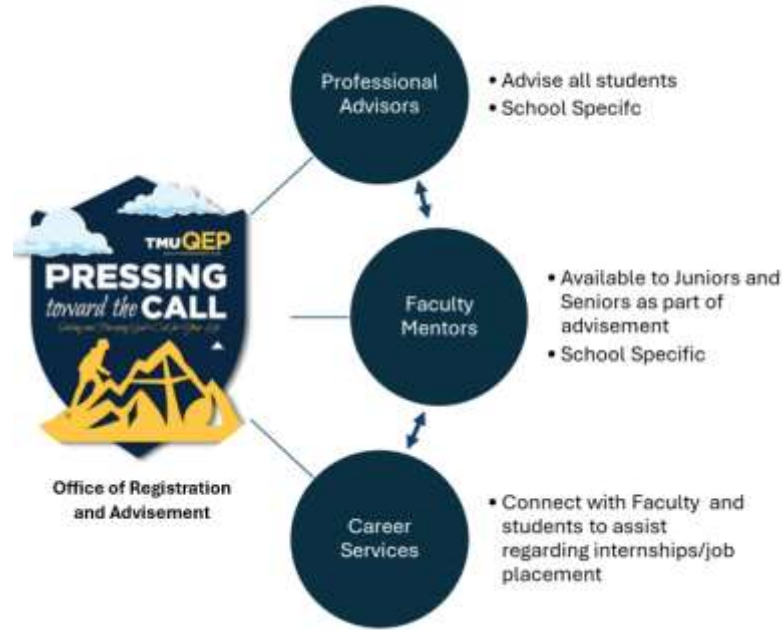 Professional
Advisors
• Advise all students
• School Specifc
TMU QEP
PRESSING
toward the CALL
Faculty
Mentors
• Available to Juniors and
Seniors as part of
advisement
• School Specific
Office of Registration
and Advisement
Career
Services
• Connect with Faculty and
students to assist
regarding internships/job
placement